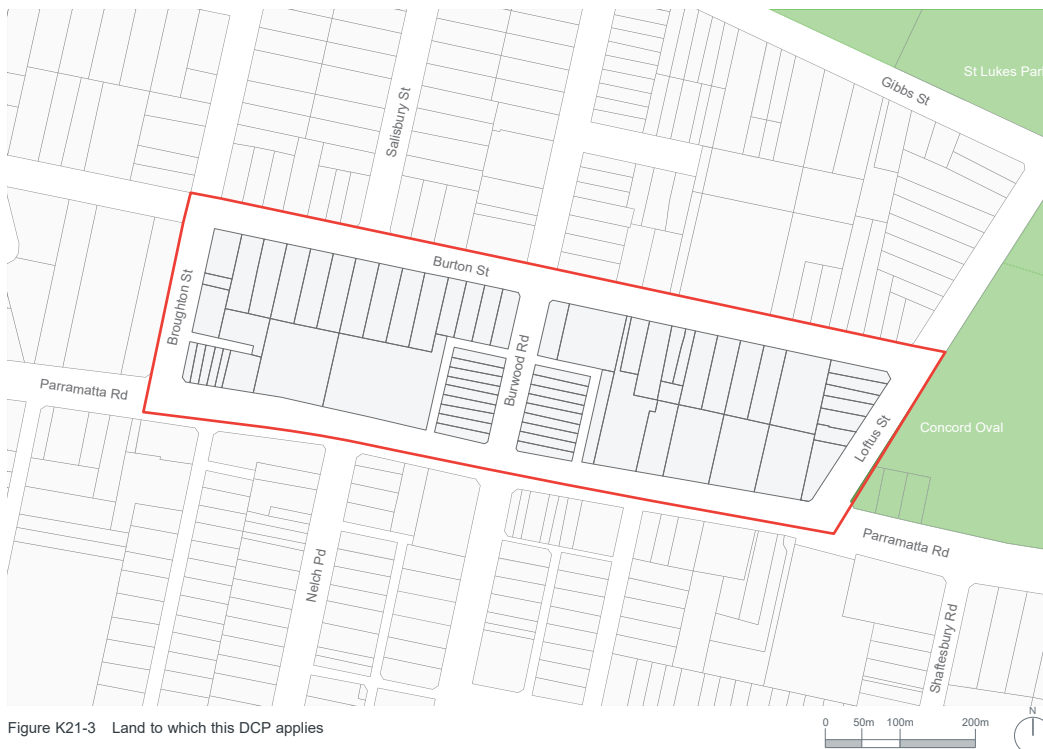 St Lukes Par
Gibbs St
Salisbury St
Burton St
Broughton St
Burwood Rd
Parramatta Rd
Loftus St
Concord Oval
Parramatta Rd
Nelch Pd
Shaftesbury Rd
Figure K21-3 Land to which this DCP applies
0 50m 100m 200m
N